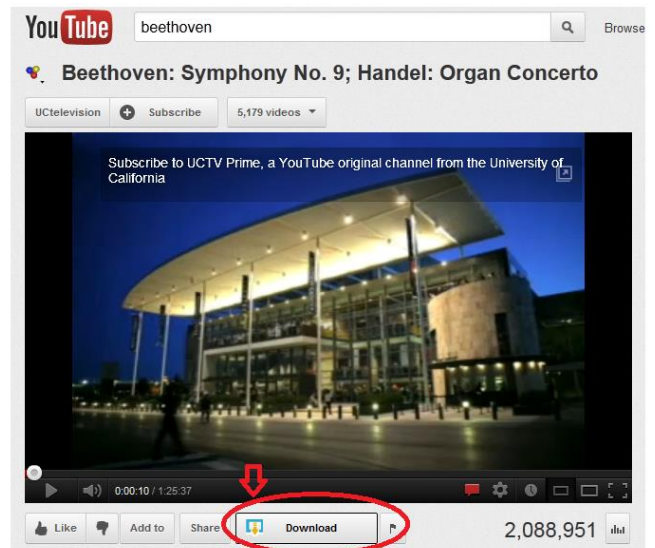 YouTube
beethoven
Browse
Beethoven: Symphony No. 9; Handel: Organ Concerto
UCtelevision
Subscribe
5,179 videos
Subscribe to UCTV Prime, a YouTube original channel from the University of
California
0:00:10 / 1:25:37
Like
Add to
Share
Download
2,088,951